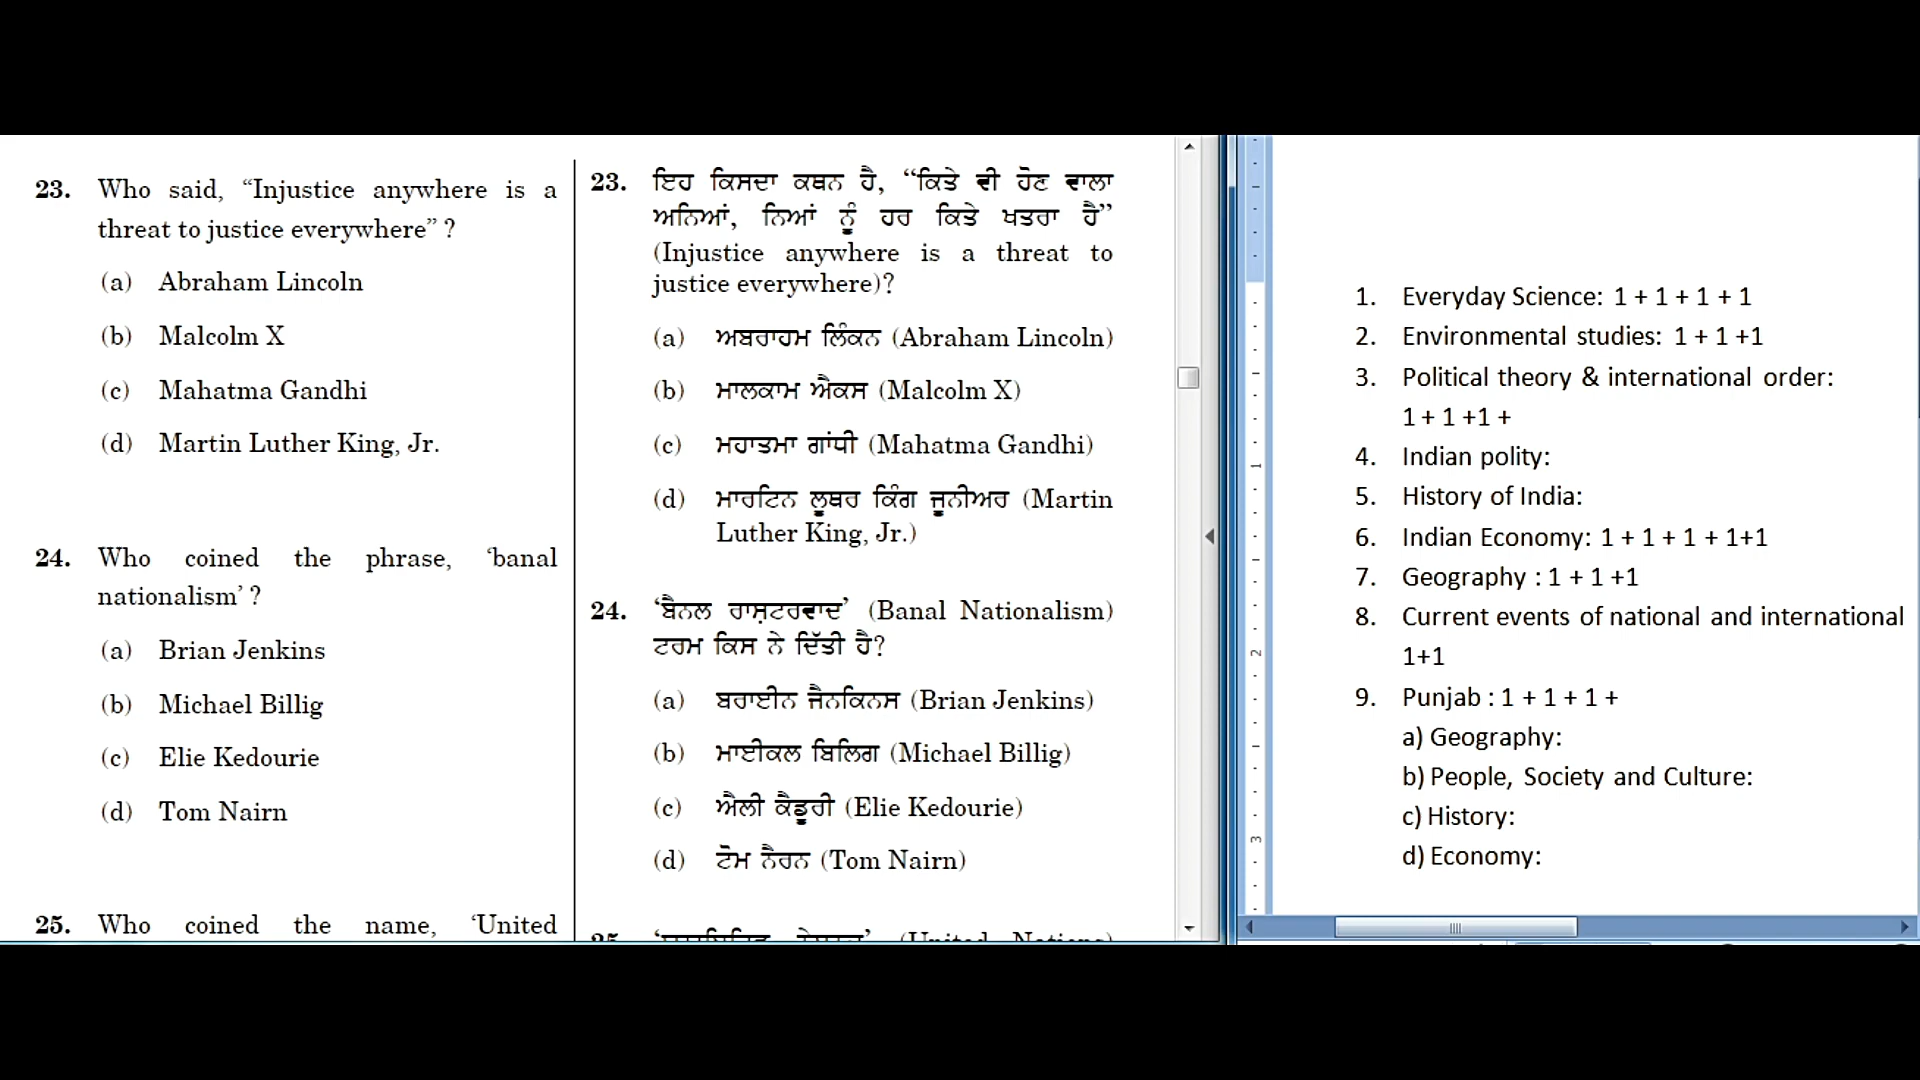 23. Who said, “Injustice anywhere is a
threat to justice everywhere” ?
(a) Abraham Lincoln
(b) Malcolm X
(c) Mahatma Gandhi
(d) Martin Luther King, Jr.
24. Who coined the phrase, ‘banal
nationalism’ ?
(a) Brian Jenkins
(b) Michael Billig
(c) Elie Kedourie
(d) Tom Nairn
25. Who coined the name, ‘United
23. ਇਹ ਕਿਸਦਾ ਕਥਨ ਹੈ, “ਕਿਤੇ ਵੀ ਹੋਣ ਵਾਲਾ
ਅਨਿਆਂ, ਨਿਆਂ ਨੂੰ ਹਰ ਕਿਤੇ ਖਤਰਾ ਹੈ”
(Injustice anywhere is a threat to
justice everywhere)?
(a) ਅਬਰਾਹਮ ਲਿੰਕਨ (Abraham Lincoln)
(b) ਮਾਲਕਾਮ ਐਕਸ (Malcolm X)
(c) ਮਹਾਤਮਾ ਗਾਂਧੀ (Mahatma Gandhi)
(d) ਮਾਰਟਿਨ ਲੂਥਰ ਕਿੰਗ ਜੂਨੀਅਰ (Martin
Luther King, Jr.)
24. ‘ਬੈਨਲ ਰਾਸ਼ਟਰਵਾਦ’ (Banal Nationalism)
ਟਰਮ ਕਿਸ ਨੇ ਦਿੱਤੀ ਹੈ?
(a) ਬਰਾਈਨ ਜੈਨਕਿਨਸ (Brian Jenkins)
(b) ਮਾਈਕਲ ਬਿਲਿਗ (Michael Billig)
(c) ਐਲੀ ਕੈਡੂਰੀ (Elie Kedourie)
(d) ਟੋਮ ਨੈਰਨ (Tom Nairn)
25. (United Nations)
1. Everyday Science: 1 + 1 + 1 + 1
2. Environmental studies: 1 + 1 +1
3. Political theory & international order:
1 + 1 +1 +
4. Indian polity:
5. History of India:
6. Indian Economy: 1 + 1 + 1 + 1+1
7. Geography : 1 + 1 +1
8. Current events of national and international
1+1
9. Punjab : 1 + 1 + 1 +
a) Geography:
b) People, Society and Culture:
c) History:
d) Economy:
1
2
3